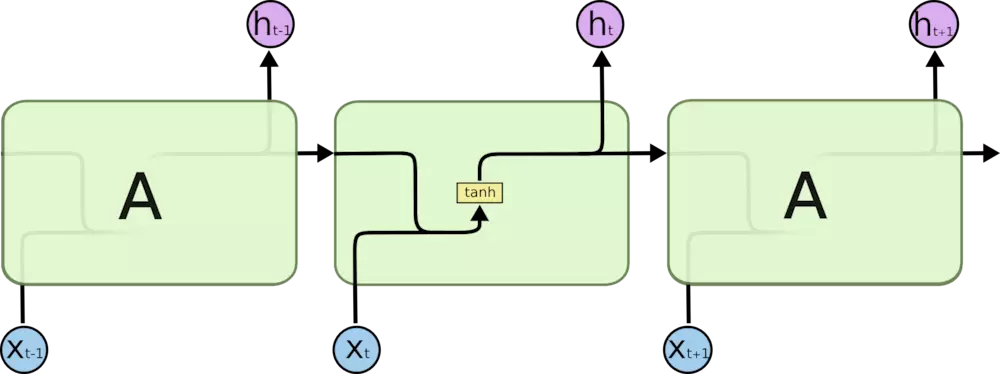 h t-1
h t
h t+1
A
tanh
A
x t-1
x t
x t+1